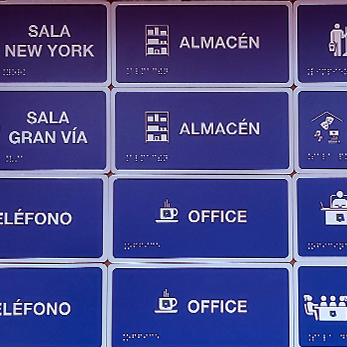 SALA
NEW YORK
ALMACÉN
SALA
GRAN VÍA
ALMACÉN
ELÉFONO
OFFICE
ELÉFONO
OFFICE